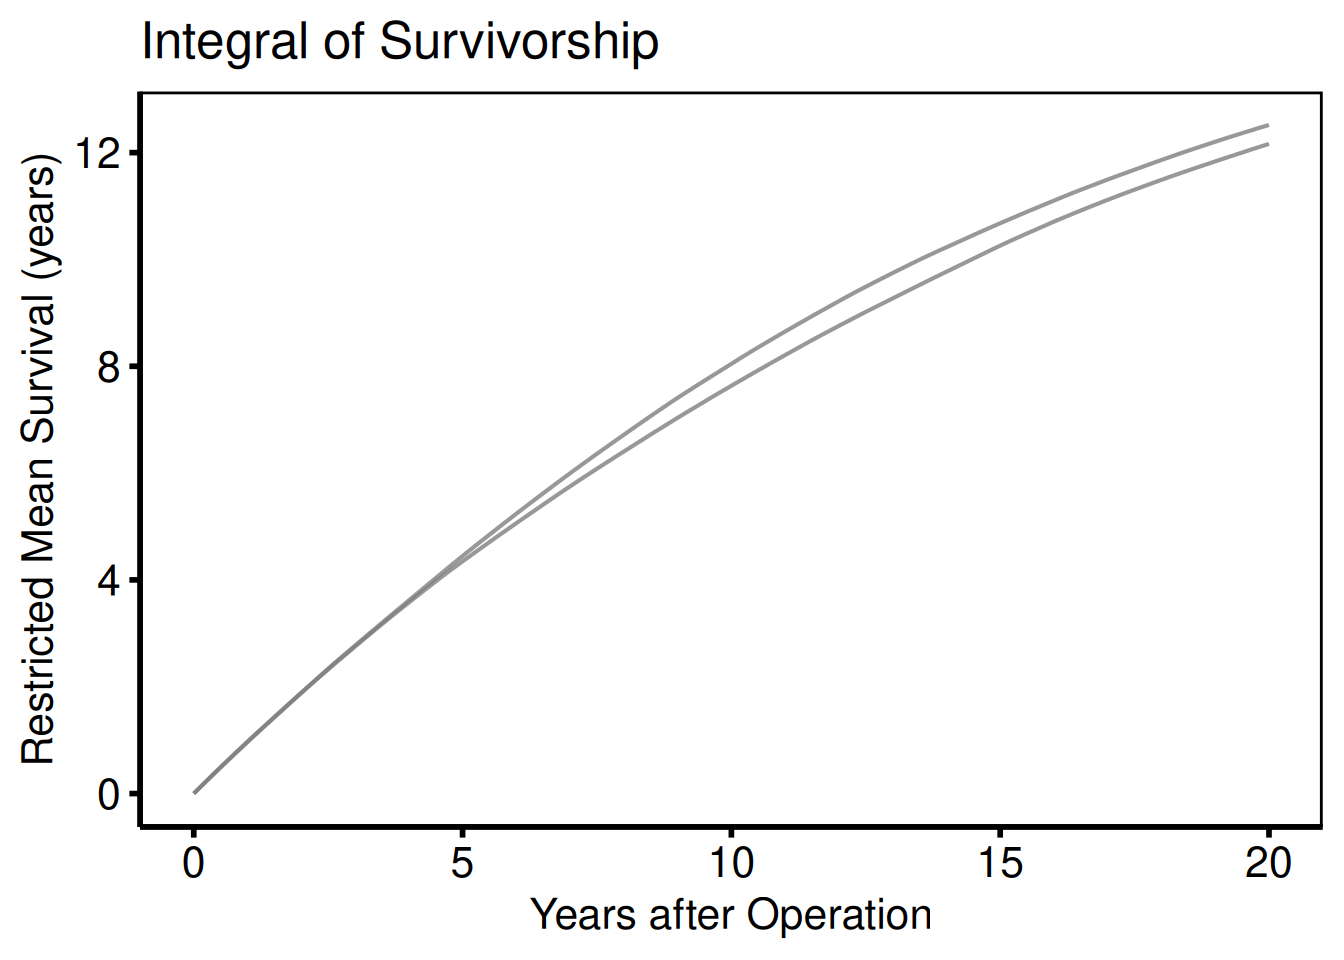 Integral of Survivorship
Restricted Mean Survival (years)
12
8
4
0
0 5 10 15 20
Years after Operation